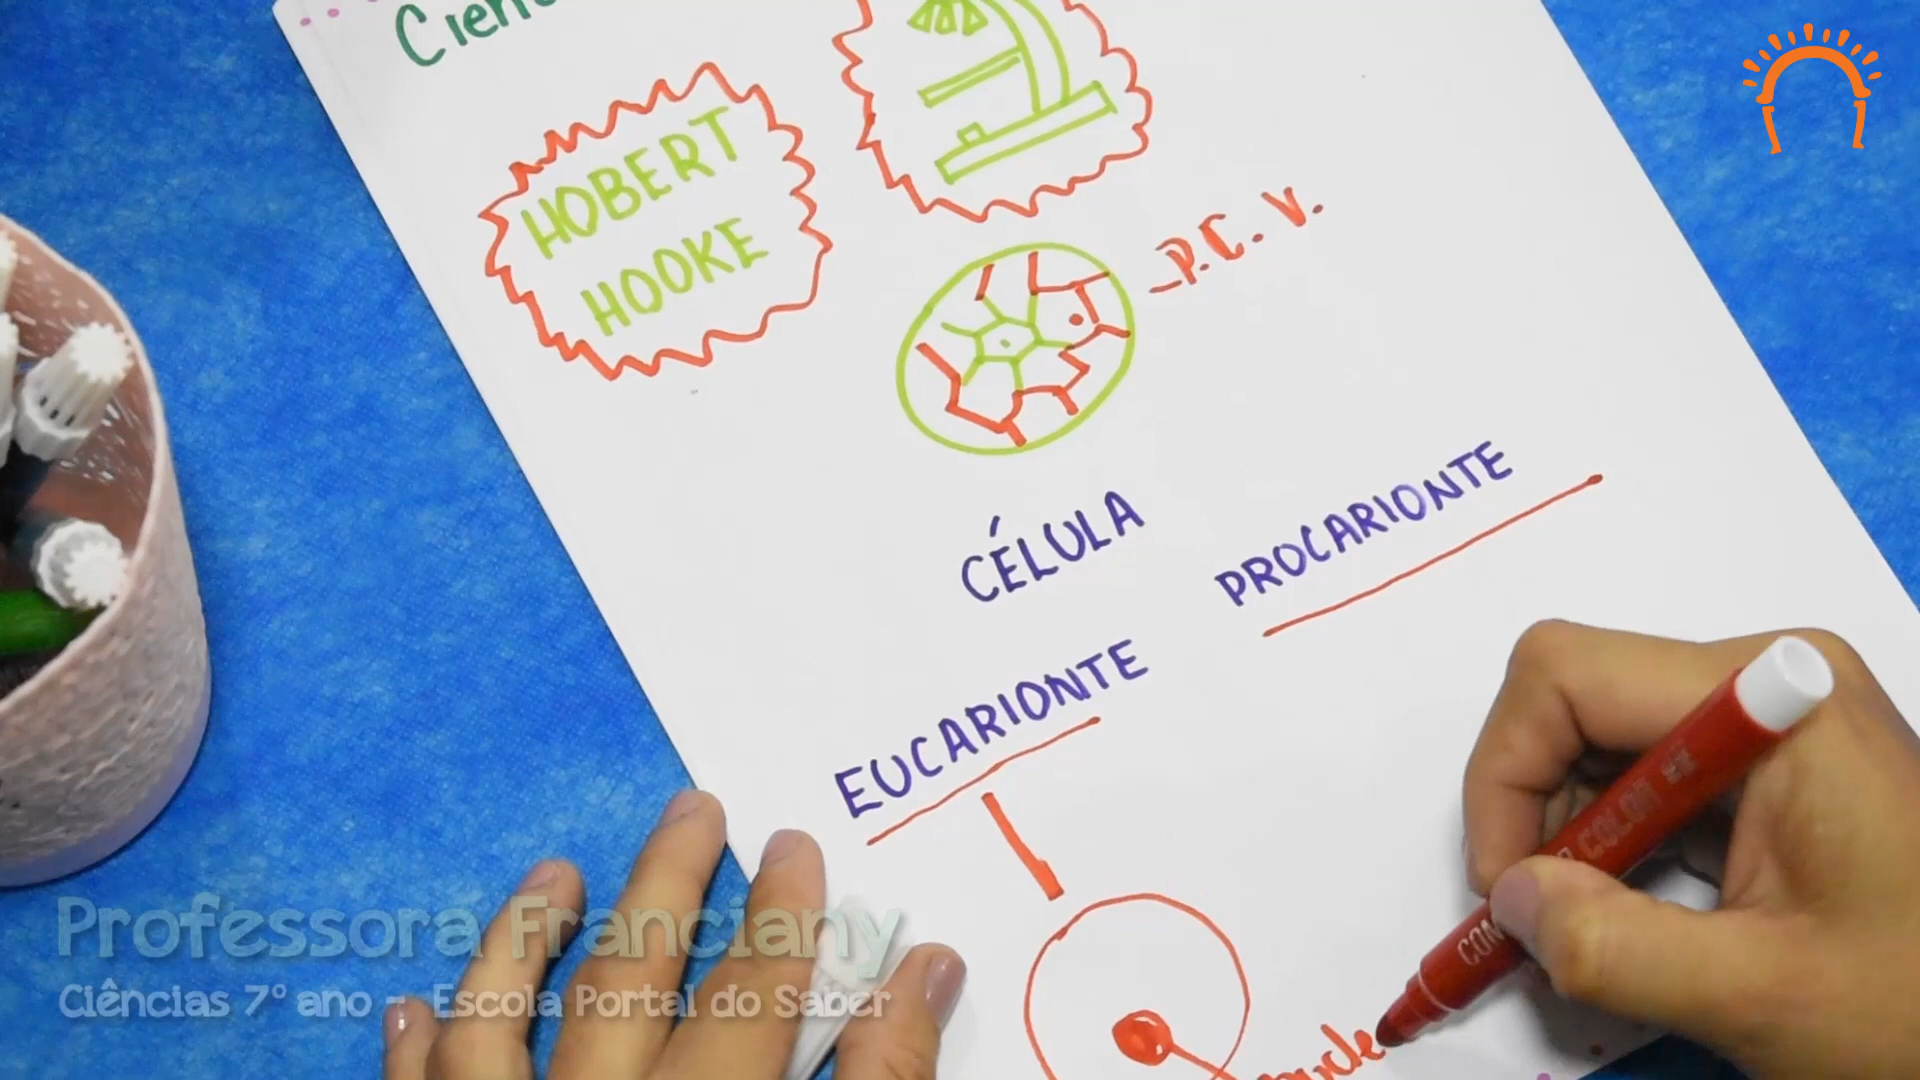 HOBERT
HOOKE
P.C.V.
CÉLULA
PROCARIONTE
EUCARIONTE
Professora Franciany
Ciências 7º ano - Escola Portal do Saber